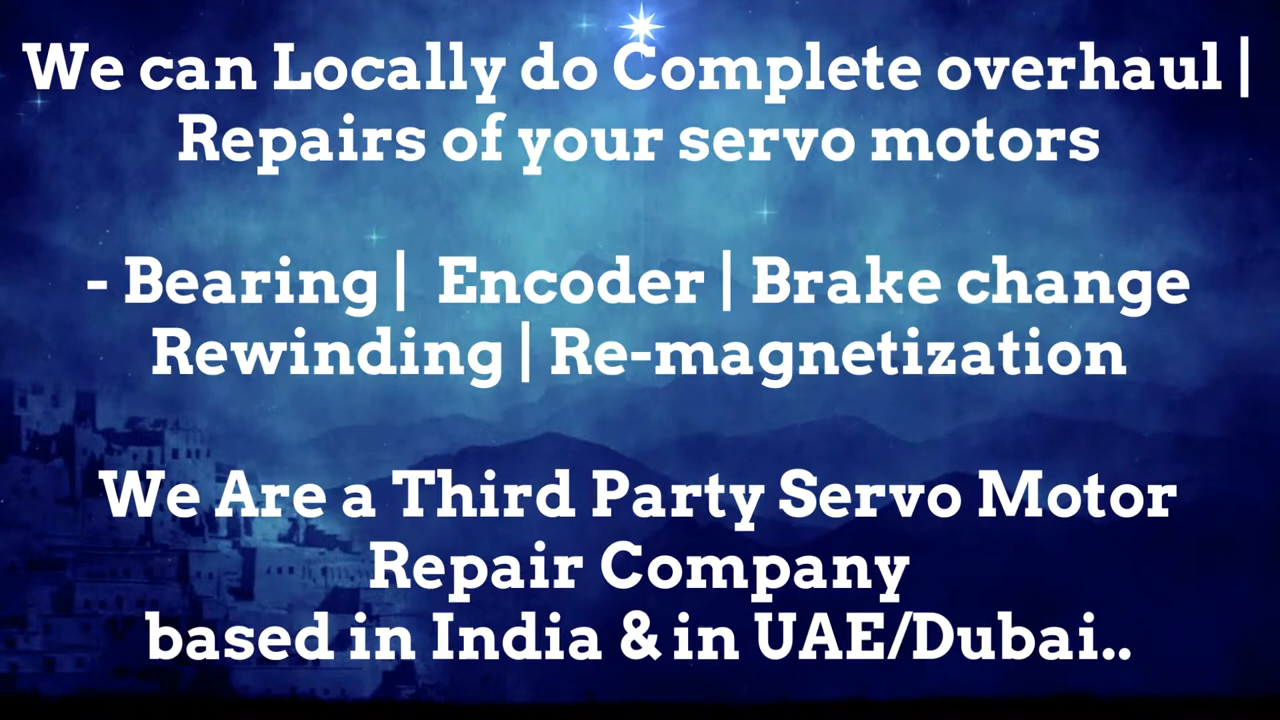 We can Locally do Complete overhaul |
Repairs of your servo motors
- Bearing | Encoder | Brake change
Rewinding | Re-magnetization
We Are a Third Party Servo Motor
Repair Company
based in India & in UAE/Dubai..